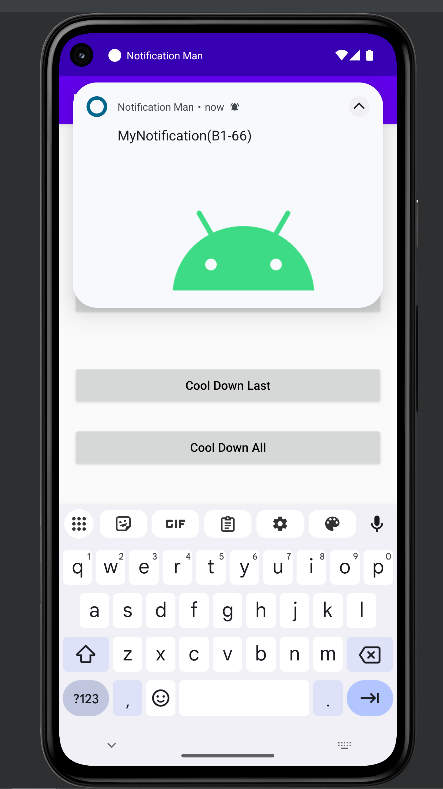 Notification Man
Notification Man • now
MyNotification(B1-66)
Cool Down Last
Cool Down All
GIF
q1 w2 e3 r4 t5 y6 u7 i8 o9 p0
a s d f g h j k l
z x c v b n m
?123 , .